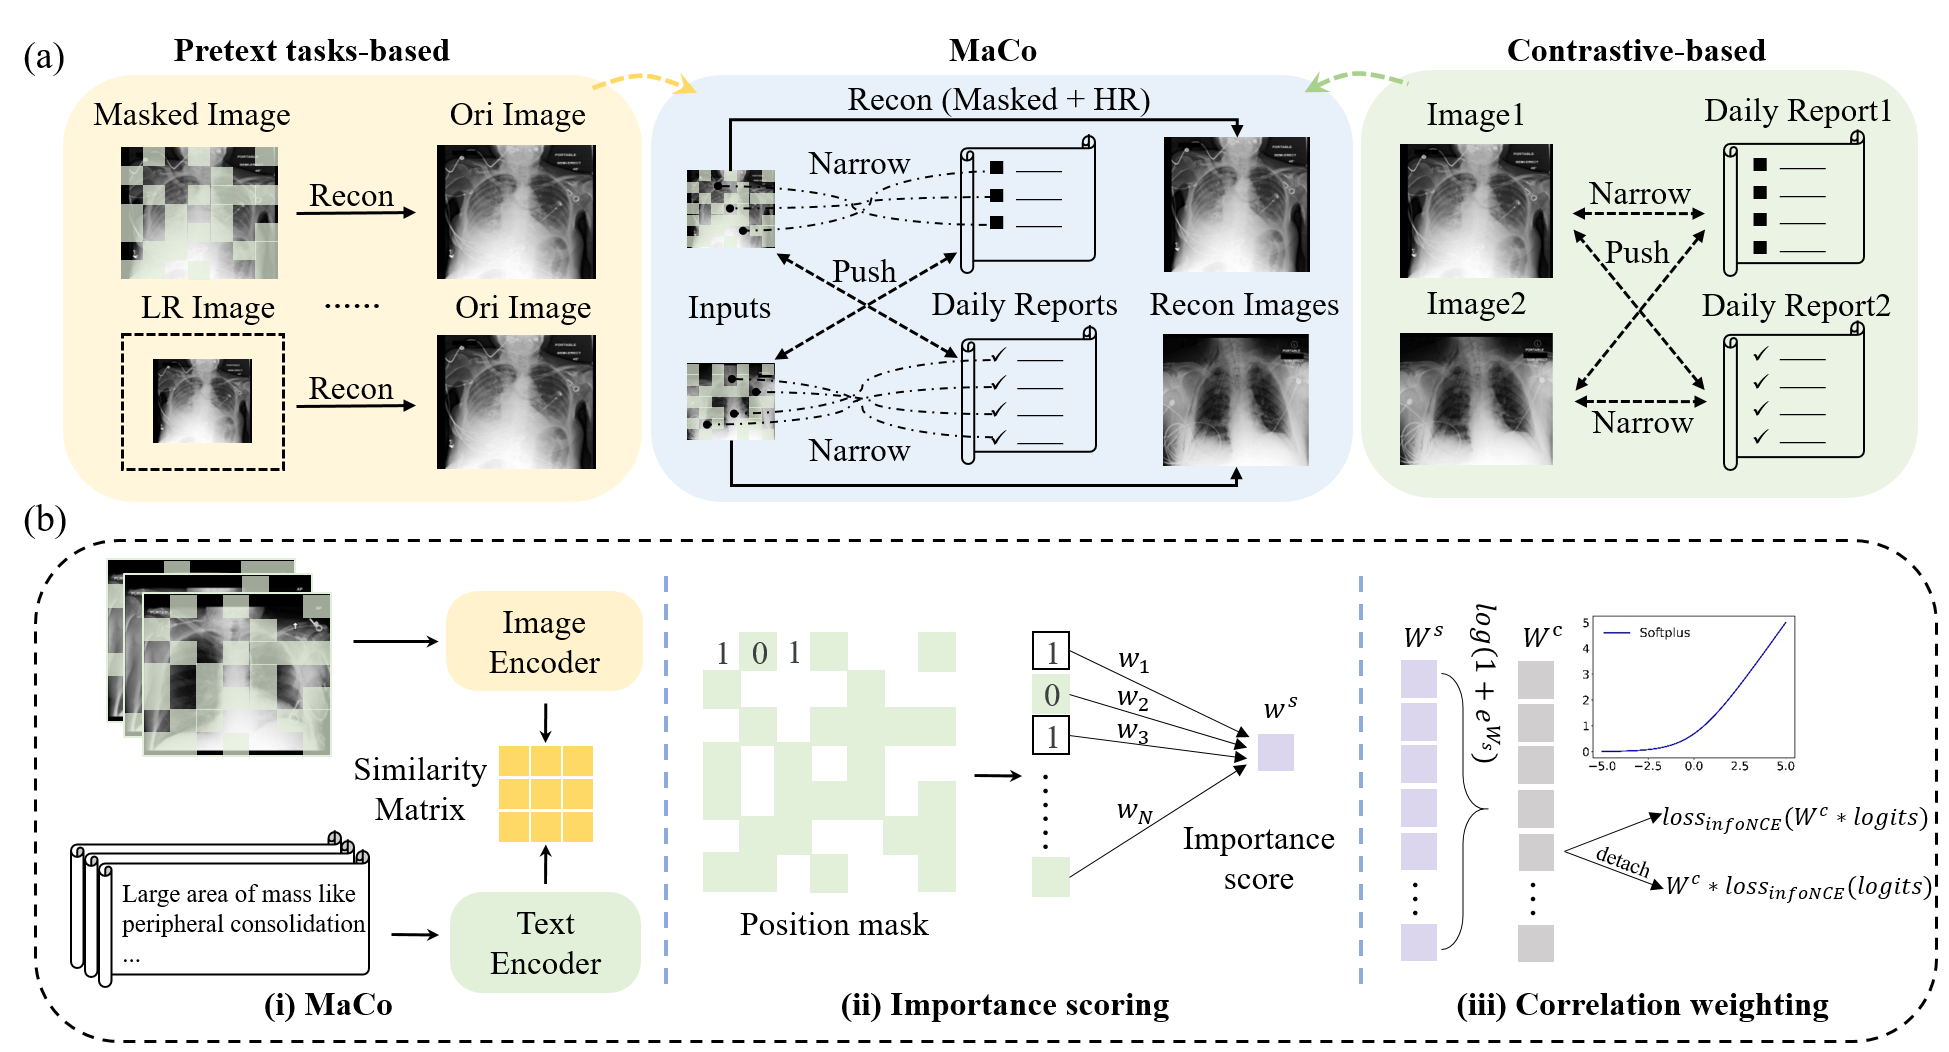 (a)
Pretext tasks-based
MaCo
Contrastive-based
Masked Image
Ori Image
Recon
LR Image
......
Ori Image
Recon
Recon (Masked + HR)
Narrow
Push
Inputs
Daily Reports
Recon Images
Narrow
Image1
Daily Report1
Narrow
Push
Image2
Daily Report2
Narrow
(b)
Image
Encoder
Similarity
Matrix
Large area of mass like
peripheral consolidation
...
Text
Encoder
(i) MaCo
1 0 1
Position mask
1
0
1
w_1
w_2
w_3
w_N
w^s
Importance
score
(ii) Importance scoring
W^s
log(1 + e^{W_s})
W^c
Softplus
5
4
3
2
1
0
−5.0 −2.5 0.0 2.5 5.0
loss_{infoNCE}(W^c * logits)
detach
W^c * loss_{infoNCE}(logits)
(iii) Correlation weighting